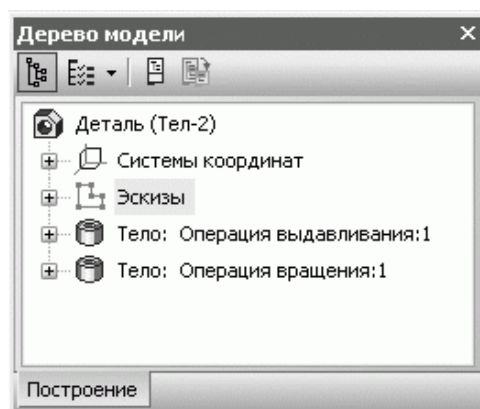 Дерево модели
Деталь (Тел-2)
Системы координат
Эскизы
Тело: Операция выдавливания:1
Тело: Операция вращения:1
Построение